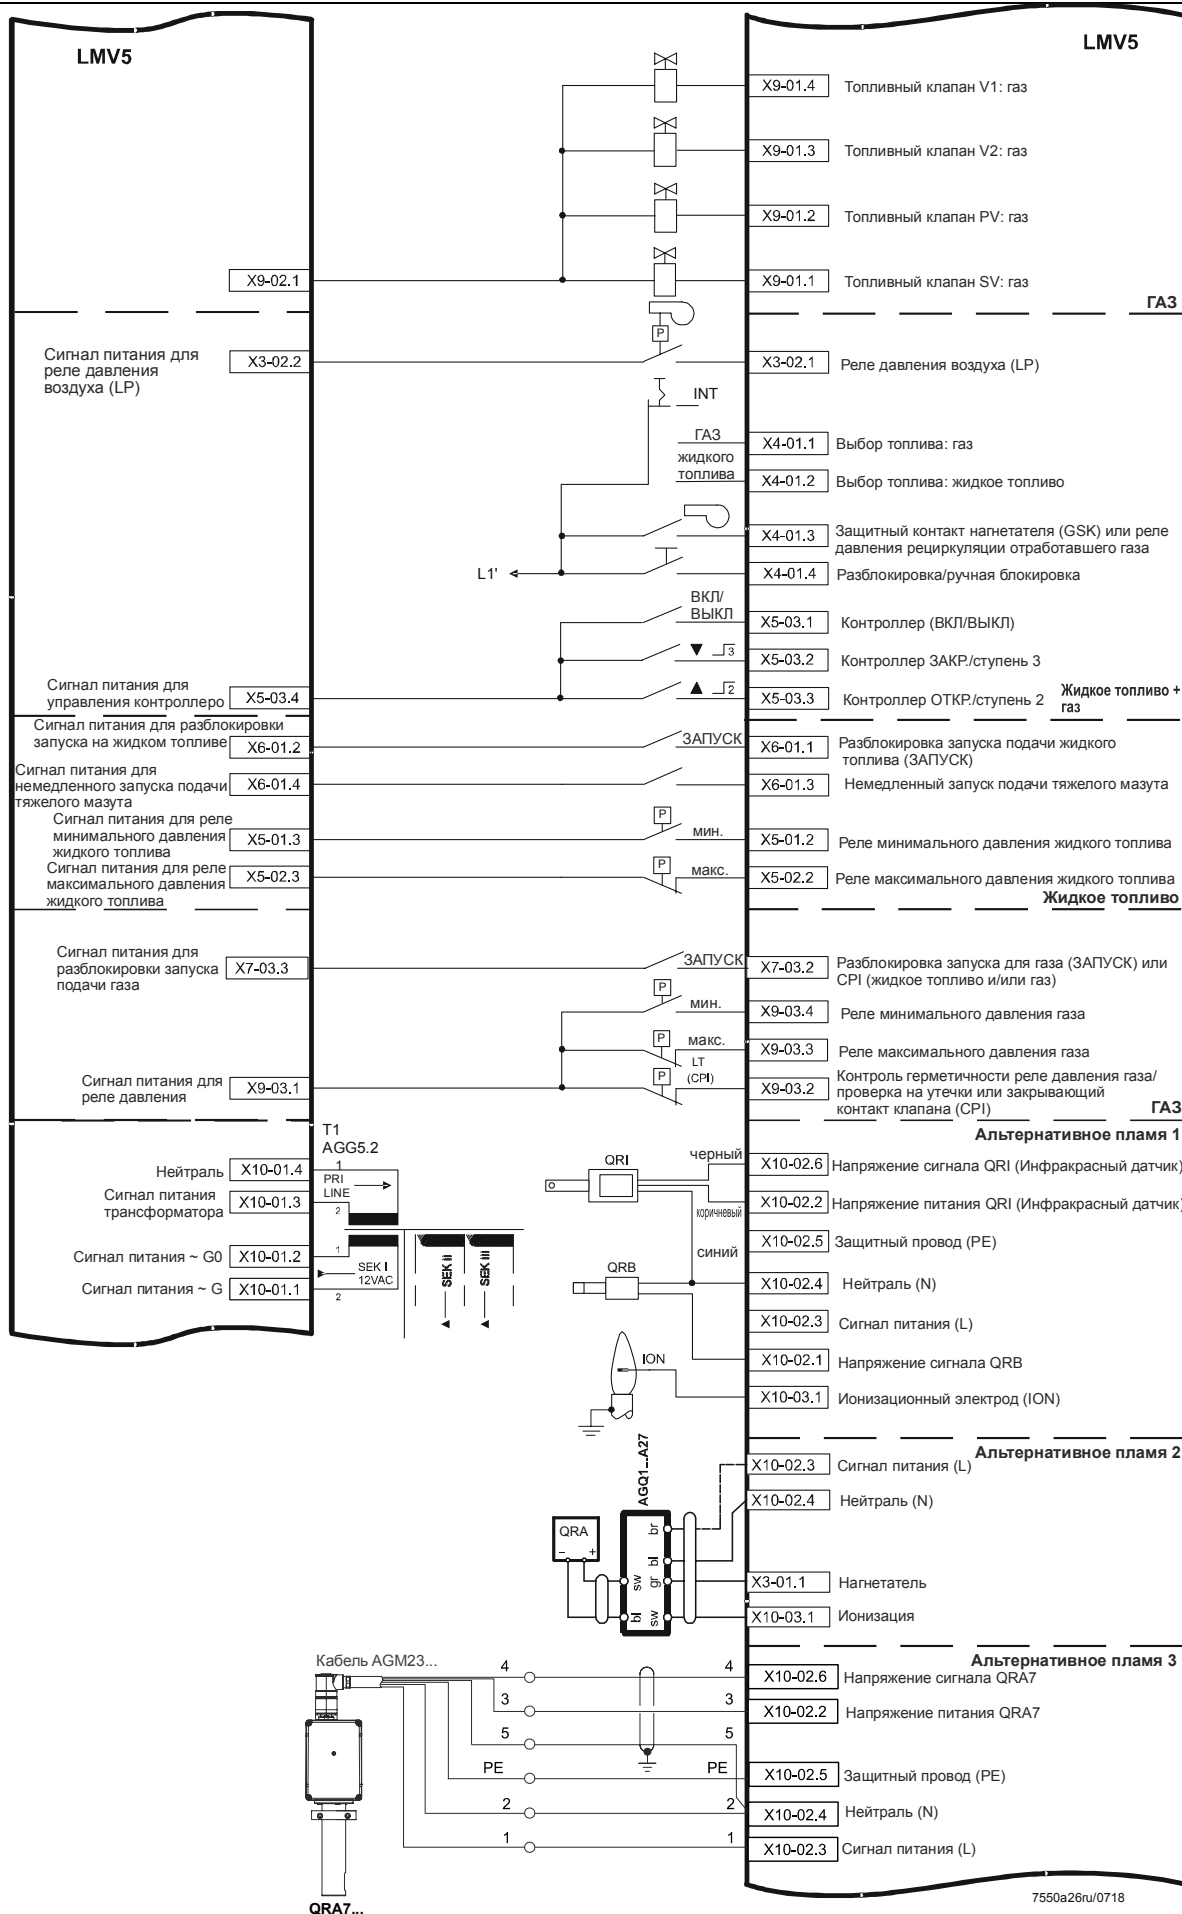 LMV5
LMV5
X9-01.4 Топливный клапан V1: газ
X9-01.3 Топливный клапан V2: газ
X9-01.2 Топливный клапан PV: газ
X9-02.1
X9-01.1 Топливный клапан SV: газ
ГАЗ
Сигнал питания для
реле давления
воздуха (LP)
X3-02.2
P
X3-02.1 Реле давления воздуха (LP)
INT
ГАЗ
X4-01.1 Выбор топлива: газ
жидкого
топлива
X4-01.2 Выбор топлива: жидкое топливо
X4-01.3 Защитный контакт нагнетателя (GSK) или реле
давления рециркуляции отработавшего газа
L1'
X4-01.4 Разблокировка/ручная блокировка
ВКЛ/
ВЫКЛ
X5-03.1 Контроллер (ВКЛ/ВЫКЛ)
3
X5-03.2 Контроллер ЗАКР./ступень 3
Сигнал питания для
управления контроллеро
X5-03.4
2
X5-03.3 Контроллер ОТКР./ступень 2
Жидкое топливо +
газ
Сигнал питания для разблокировки
запуска на жидком топливе
X6-01.2
ЗАПУСК
X6-01.1 Разблокировка запуска подачи жидкого
топлива (ЗАПУСК)
Сигнал питания для
немедленного запуска подачи
тяжелого мазута
X6-01.4
X6-01.3 Немедленный запуск подачи тяжелого мазута
Сигнал питания для реле
минимального давления
жидкого топлива
X5-01.3
P
мин.
X5-01.2 Реле минимального давления жидкого топлива
Сигнал питания для реле
максимального давления
жидкого топлива
X5-02.3
P
макс.
X5-02.2 Реле максимального давления жидкого топлива
Жидкое топливо
Сигнал питания для
разблокировки запуска
подачи газа
X7-03.3
ЗАПУСК
X7-03.2 Разблокировка запуска для газа (ЗАПУСК) или
CPI (жидкое топливо и/или газ)
P
мин.
X9-03.4 Реле минимального давления газа
P
макс.
X9-03.3 Реле максимального давления газа
Сигнал питания для
реле давления
X9-03.1
P
LT
(CPI)
X9-03.2 Контроль герметичности реле давления газа/
проверка на утечки или закрывающий
контакт клапана (CPI)
ГАЗ
T1
AGG5.2
Альтернативное пламя 1
Нейтраль X10-01.4
1
PRI
LINE
2
Сигнал питания
трансформатора
X10-01.3
Сигнал питания ~ G0 X10-01.2
1
SEK I
12VAC
2
Сигнал питания ~ G X10-01.1
SEK II
SEK III
QRI
черный
X10-02.6 Напряжение сигнала QRI (Инфракрасный датчик)
коричневый
X10-02.2 Напряжение питания QRI (Инфракрасный датчик)
синий
X10-02.5 Защитный провод (PE)
QRB
X10-02.4 Нейтраль (N)
X10-02.3 Сигнал питания (L)
X10-02.1 Напряжение сигнала QRB
ION
X10-03.1 Ионизационный электрод (ION)
Альтернативное пламя 2
AGQ1...A27
X10-02.3 Сигнал питания (L)
X10-02.4 Нейтраль (N)
QRA
- +
br
bl
sw
gr
bl
sw
X3-01.1 Нагнетатель
X10-03.1 Ионизация
Альтернативное пламя 3
Кабель AGM23...
4 4 X10-02.6 Напряжение сигнала QRA7
3 3 X10-02.2 Напряжение питания QRA7
5 5
PE PE X10-02.5 Защитный провод (PE)
2 2 X10-02.4 Нейтраль (N)
1 1 X10-02.3 Сигнал питания (L)
QRA7...
7550a26ru/0718